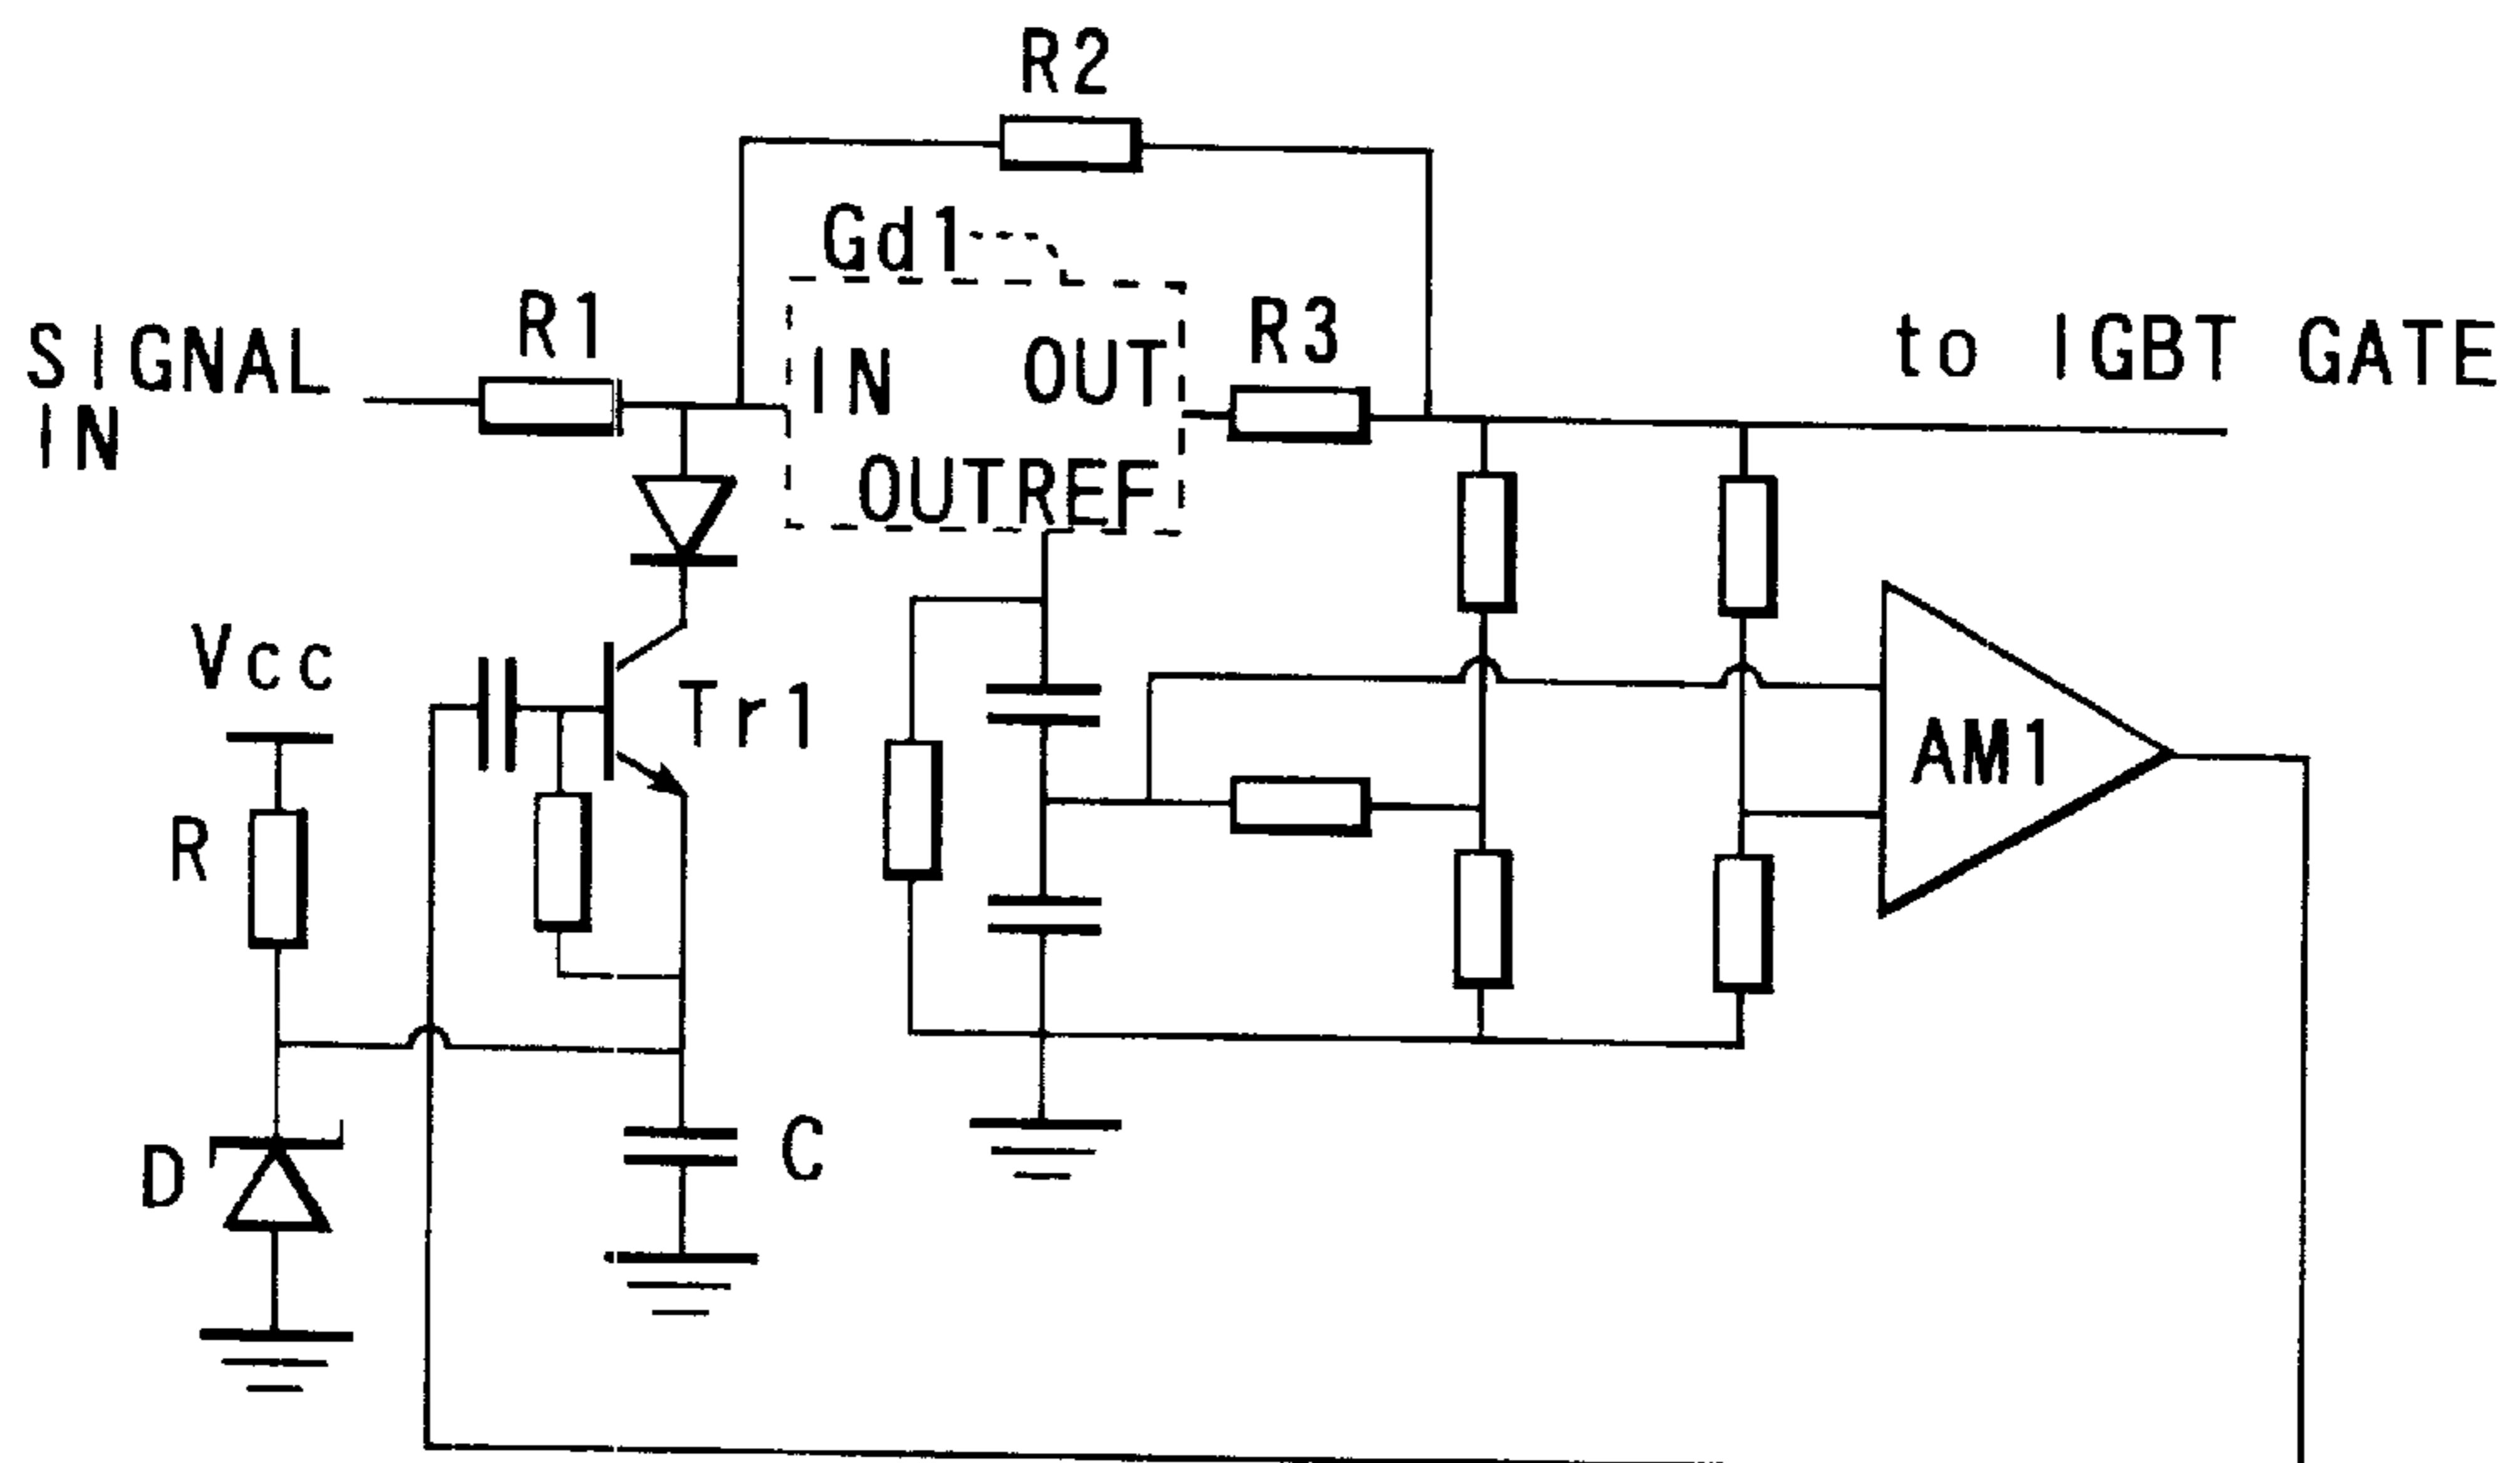 R2
Gd1
R1
R3
SIGNAL
IN
IN
OUT
OUTREF
to IGBT GATE
Vcc
Tr1
AM1
R
D
C